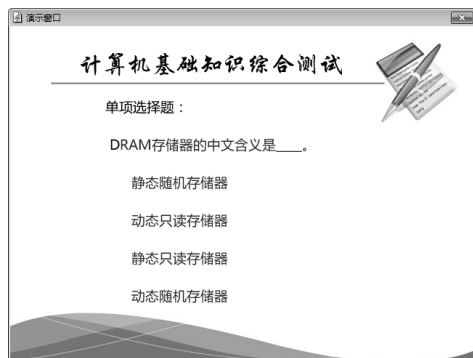 演示窗口
计算机基础知识综合测试
单项选择题：
DRAM存储器的中文含义是____。
静态随机存储器
动态只读存储器
静态只读存储器
动态随机存储器